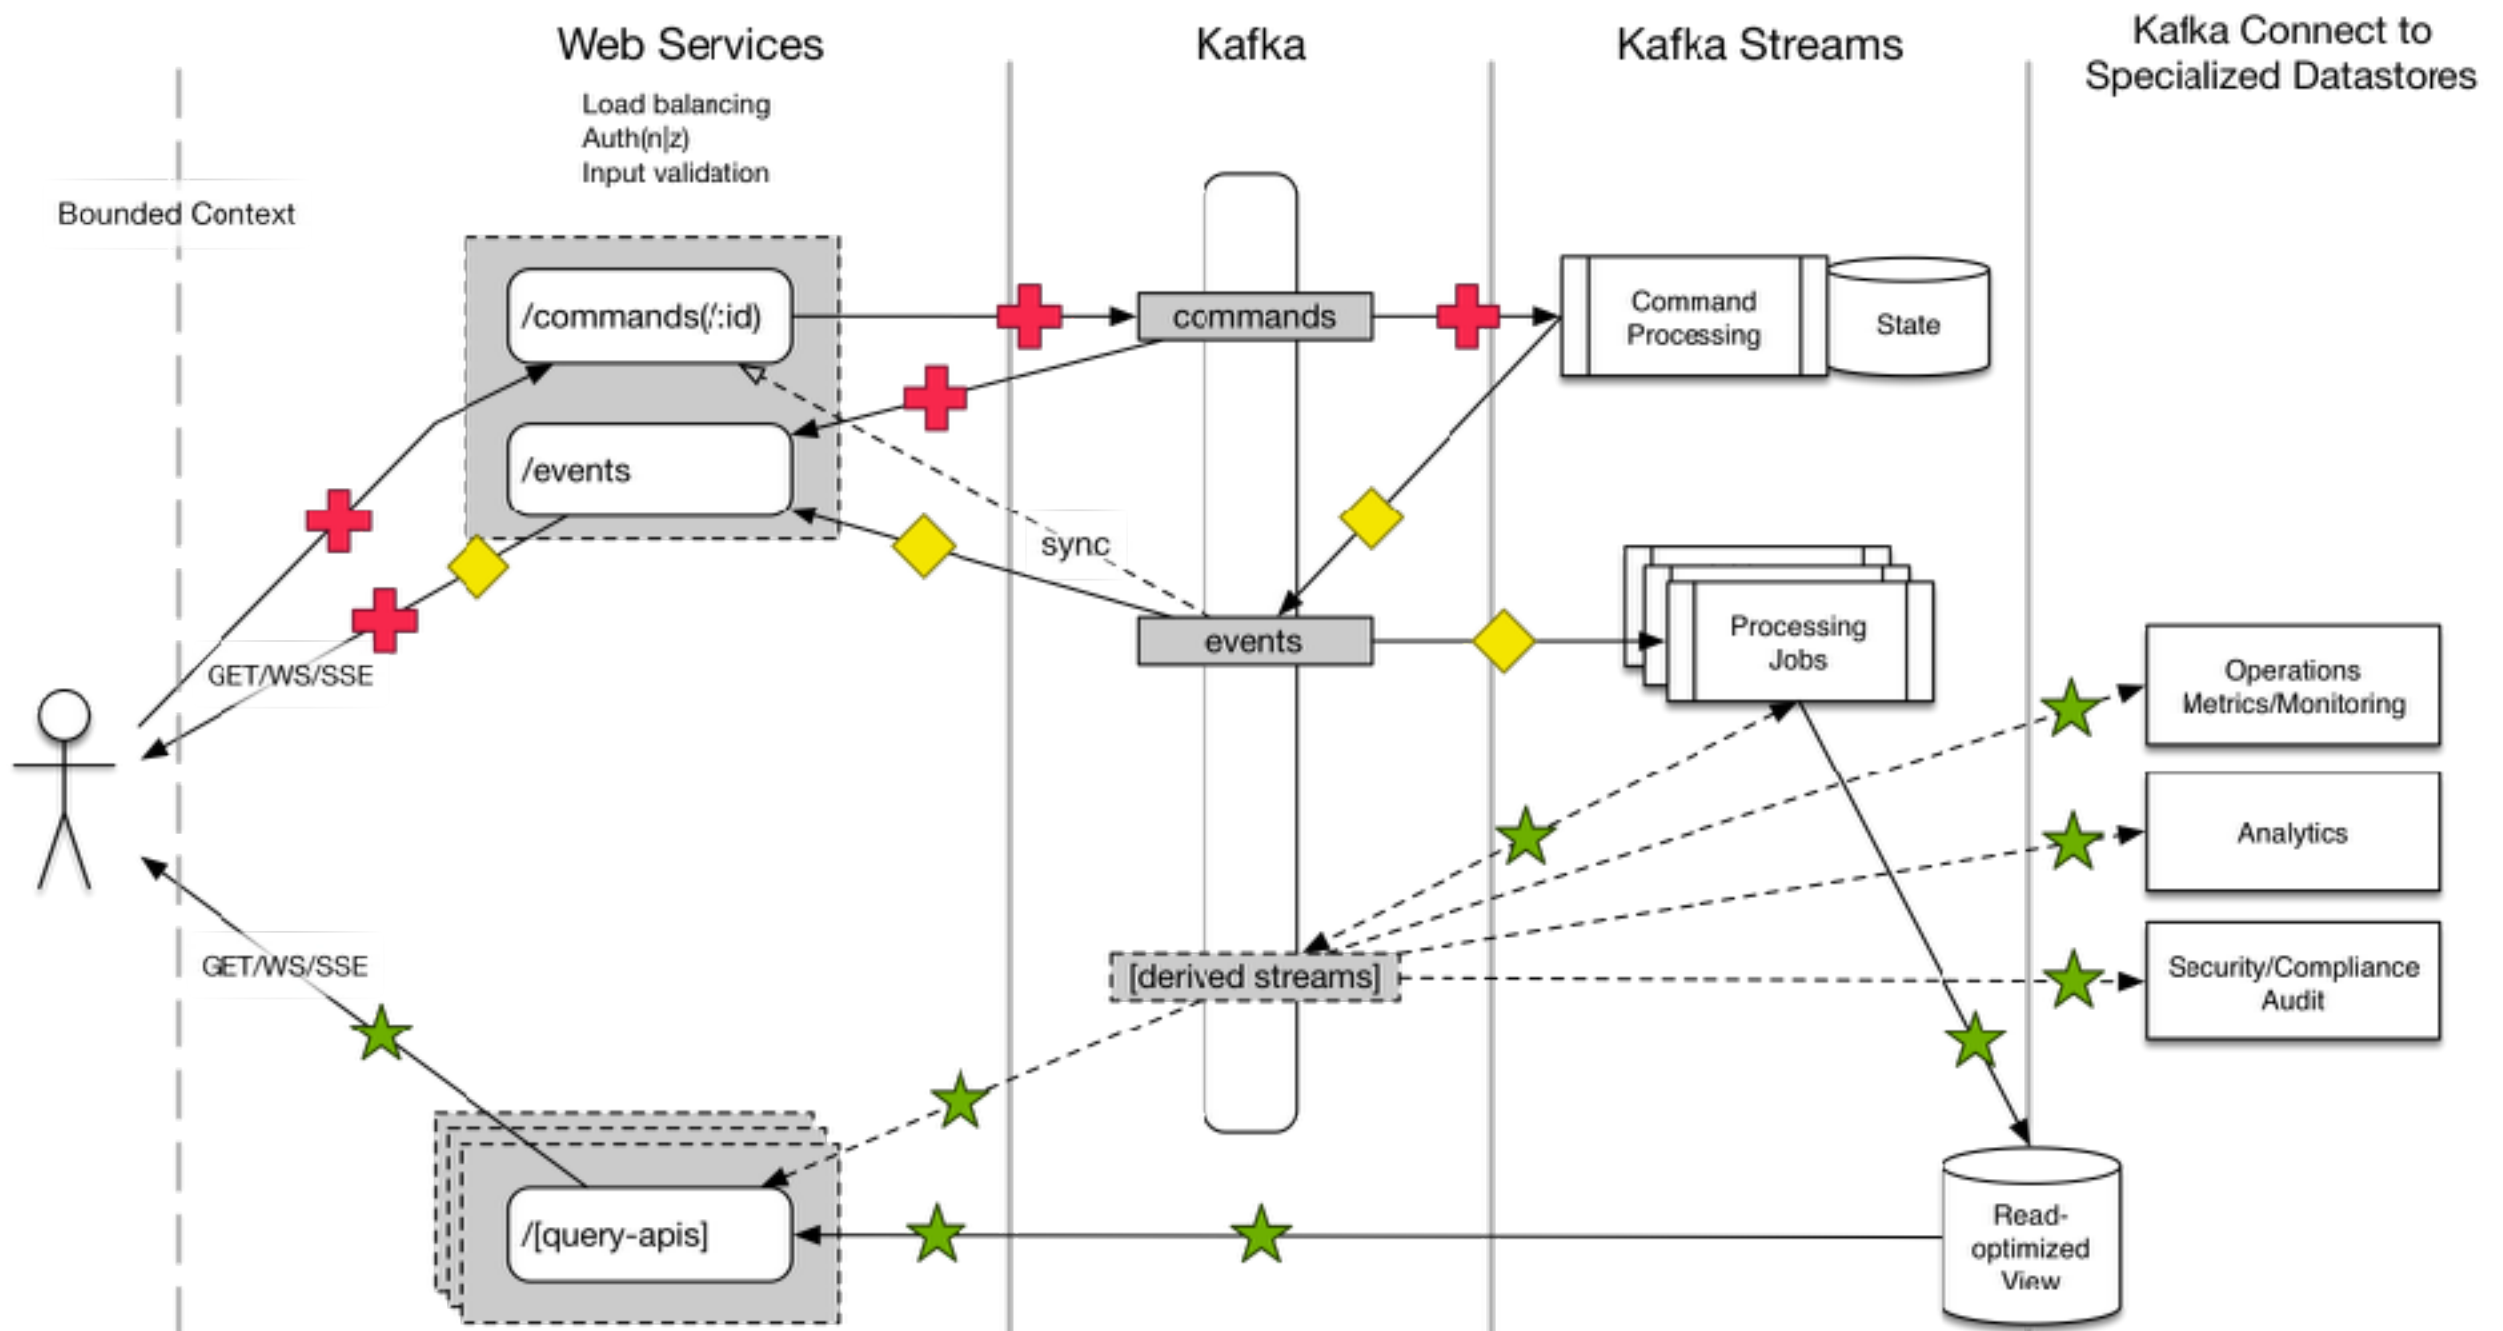 Web Services
Kafka
Kafka Streams
Kafka Connect to
Specialized Datastores
Load balancing
Auth(n|z)
Input validation
Bounded Context
/commands(/:id)
commands
Command
Processing
State
/events
sync
events
Processing
Jobs
GET/WS/SSE
Operations
Metrics/Monitoring
Analytics
GET/WS/SSE
[derived streams]
Security/Compliance
Audit
/[query-apis]
Read-
optimized
View